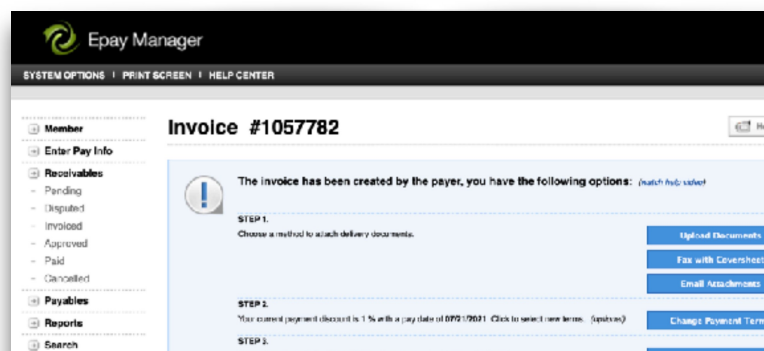 Epay Manager
SYSTEM OPTIONS | PRINT SCREEN | HELP CENTER
Member
Enter Pay Info
Receivables
- Pending
- Disputed
- Invoiced
- Approved
- Paid
- Cancelled
Payables
Reports
Search
Invoice #1057782
The invoice has been created by the payer, you have the following options: (watch help video)
STEP 1.
Choose a method to attach delivery documents.
Upload Documents
Fax with Coversheet
Email Attachments
STEP 2.
Your current payment discount is 1 % with a pay date of 07/21/2021. Click to select new terms. (options)
Change Payment Term
STEP 3.